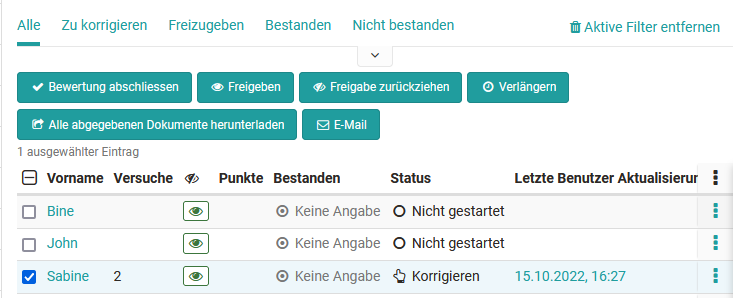 Alle Zu korrigieren Freizugeben Bestanden Nicht bestanden Aktive Filter entfernen
Bewertung abschliessen Freigeben Freigabe zurückziehen Verlängern
Alle abgegebenen Dokumente herunterladen E-Mail
1 ausgewählter Eintrag
Vorname Versuche Punkte Bestanden Status Letzte Benutzer Aktualisierun
Bine Keine Angabe Nicht gestartet
John Keine Angabe Nicht gestartet
Sabine 2 Keine Angabe Korrigieren 15.10.2022, 16:27